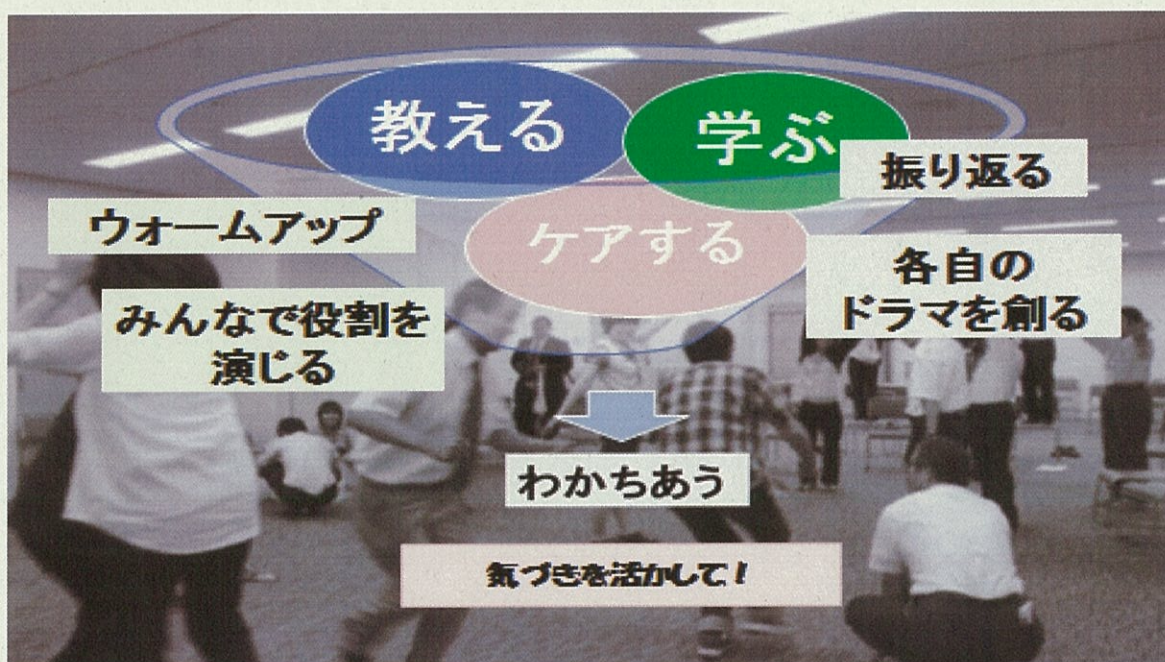 教える
学ぶ
振り返る
ウォームアップ
ケアする
各自の
ドラマを創る
みんなで役割を
演じる
わかちあう
気づきを活かして！